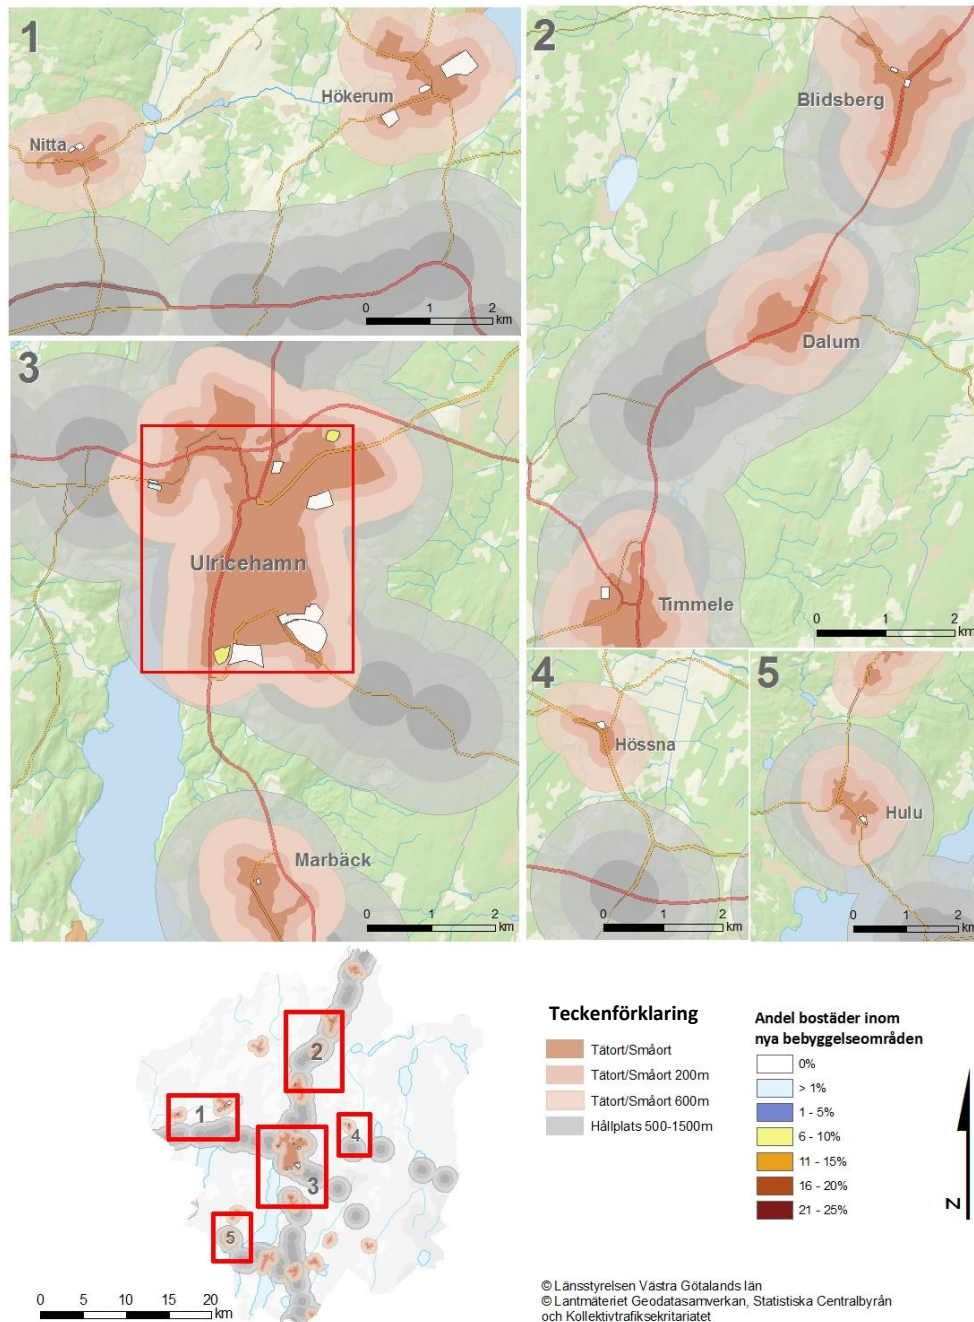 1
Hökerum
Nitta
0 1 2
km
2
Blidsberg
Dalum
Timmele
0 1 2
km
3
Ulricehamn
Marbäck
0 1 2
km
4
Hössna
0 1 2
km
5
Hulu
0 1 2
km
1
2
3
4
5
0 5 10 15 20
km
Teckenförklaring
Tätort/Småort
Tätort/Småort 200m
Tätort/Småort 600m
Hållplats 500-1500m
Andel bostäder inom
nya bebyggelseområden
0%
> 1%
1 - 5%
6 - 10%
11 - 15%
16 - 20%
21 - 25%
N
© Länsstyrelsen Västra Götalands län
© Lantmäteriet Geodatasamverkan, Statistiska Centralbyrån
och Kollektivtrafiksekritariatet